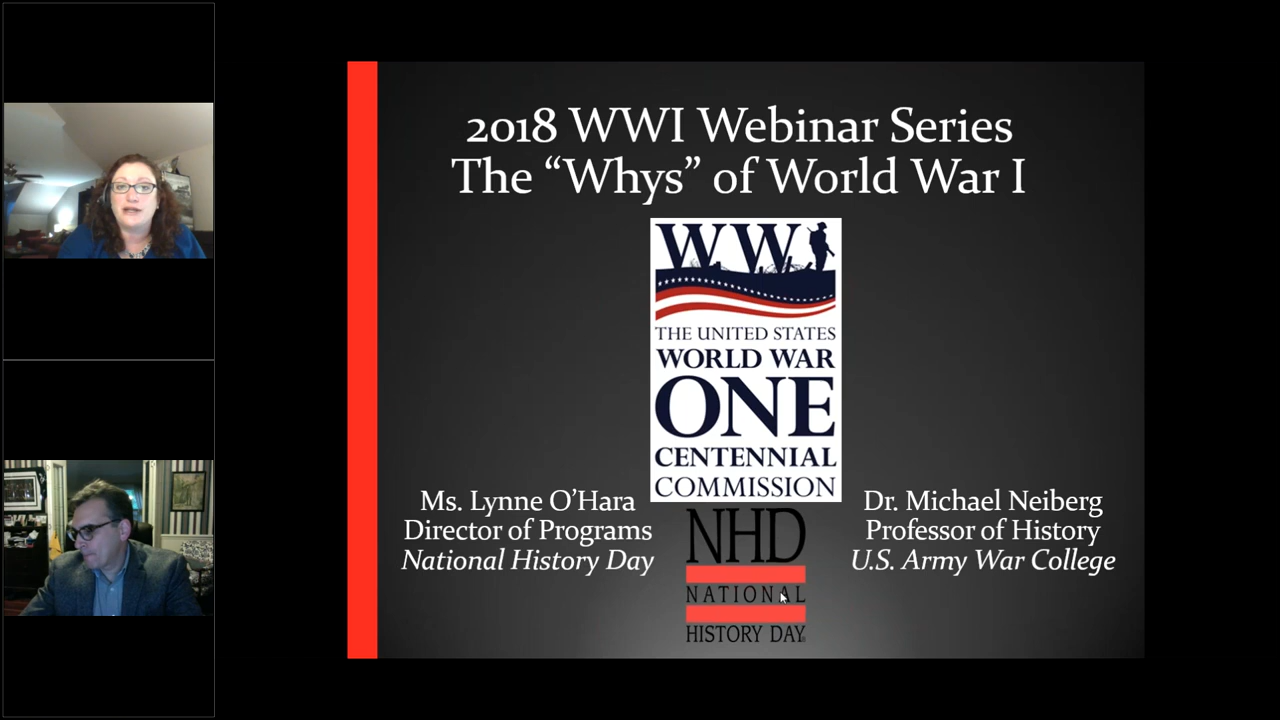 2018 WWI Webinar Series
The “Whys” of World War I
WWI
THE UNITED STATES
WORLD WAR
ONE
CENTENNIAL
COMMISSION
Ms. Lynne O’Hara
Director of Programs
National History Day
Dr. Michael Neiberg
Professor of History
U.S. Army War College
NHD
NATIONAL
HISTORY DAY